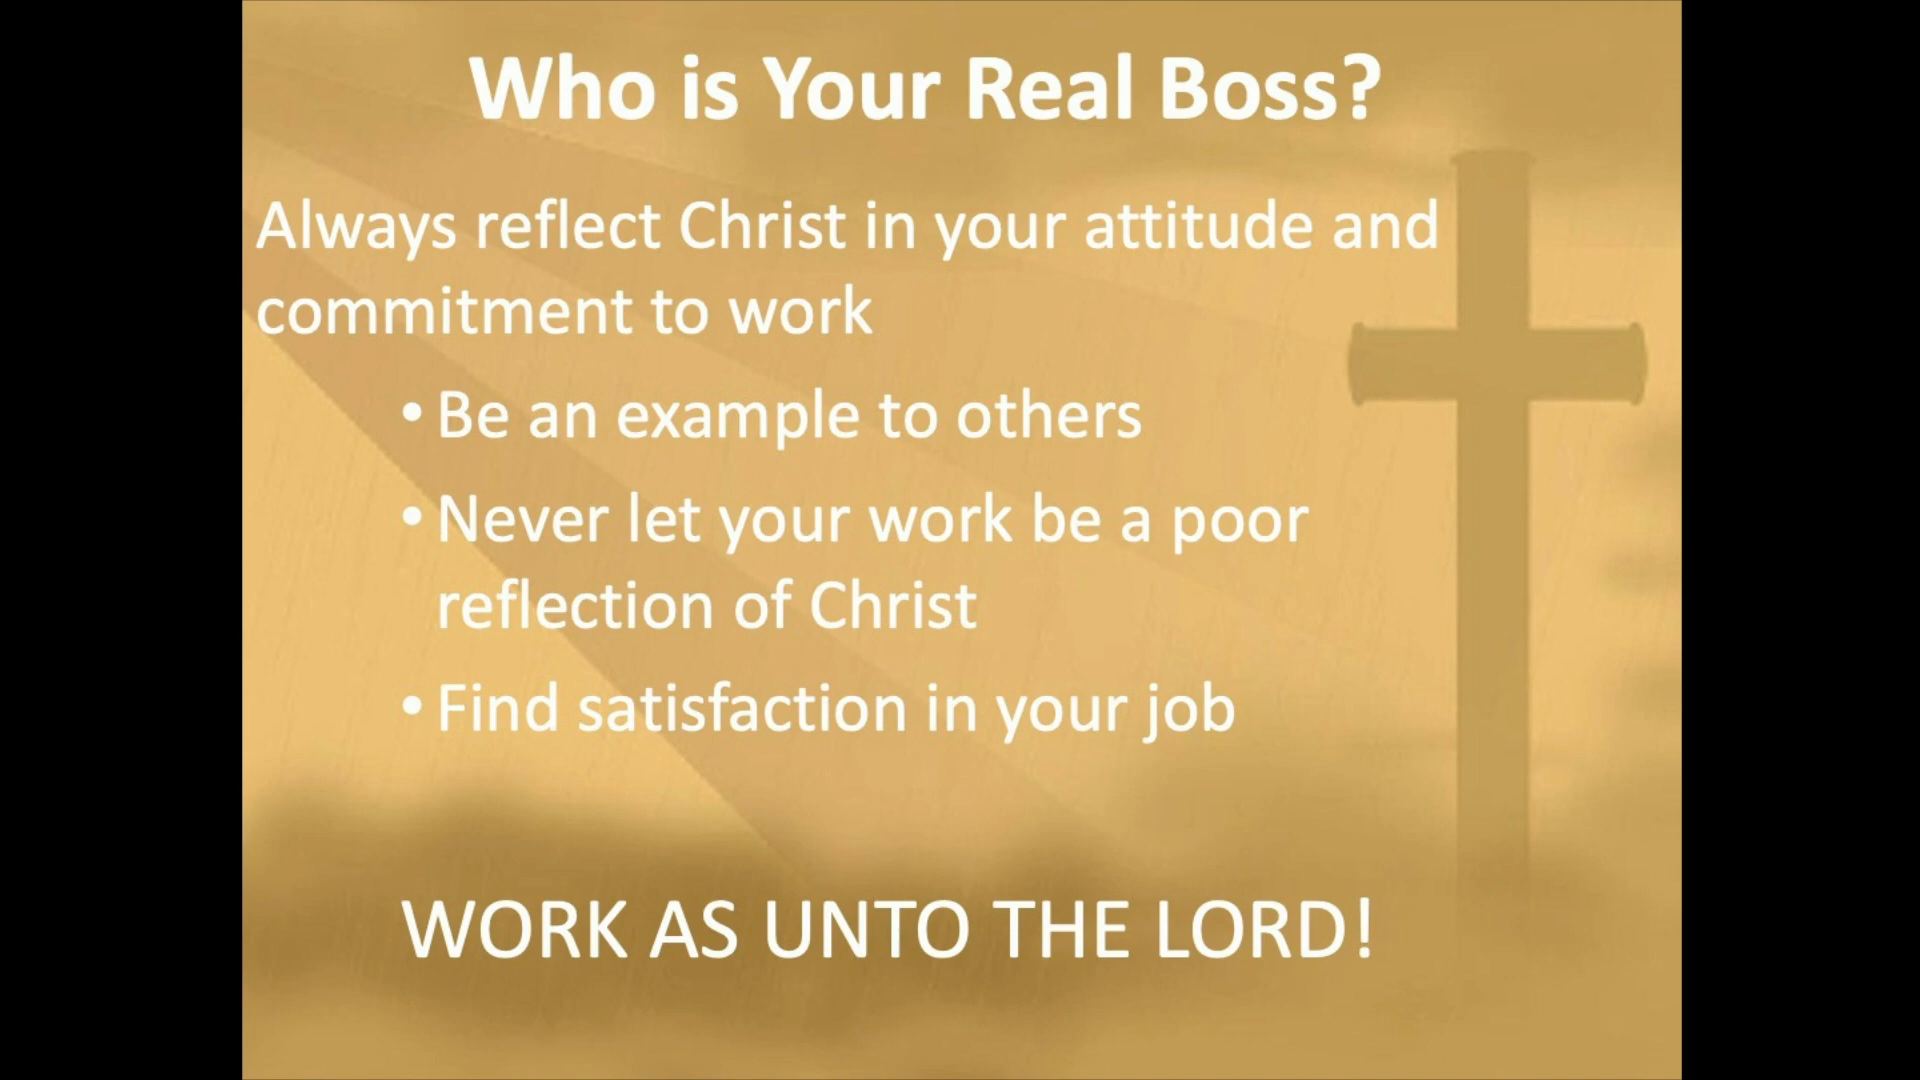 Who is Your Real Boss?
Always reflect Christ in your attitude and
commitment to work
• Be an example to others
• Never let your work be a poor
reflection of Christ
• Find satisfaction in your job
WORK AS UNTO THE LORD!